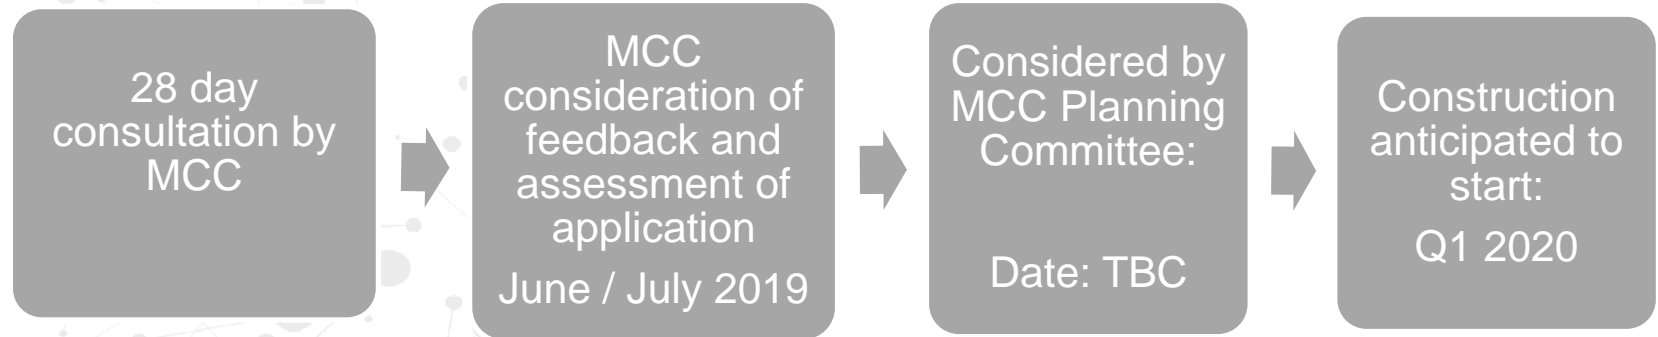 28 day
consultation by
MCC
MCC
consideration of
feedback and
assessment of
application
June / July 2019
Considered by
MCC Planning
Committee:
Date: TBC
Construction
anticipated to
start:
Q1 2020